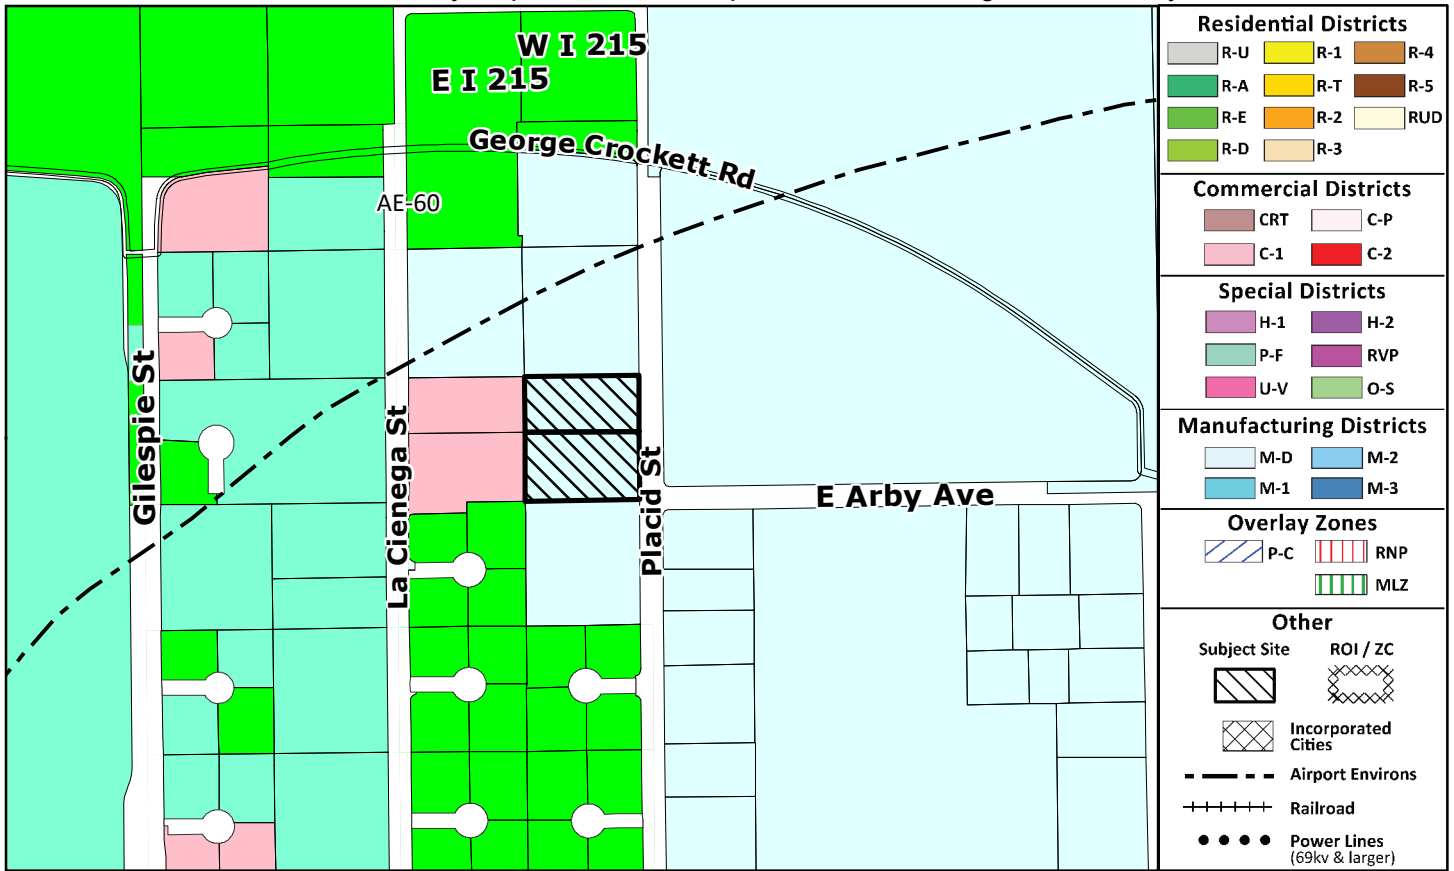 W I 215
E I 215
George Crockett Rd
AE-60
Gilespie St
La Cienega St
Placid St
E Arby Ave
Residential Districts
R-U R-1 R-4
R-A R-T R-5
R-E R-2 RUD
R-D R-3
Commercial Districts
CRT C-P
C-1 C-2
Special Districts
H-1 H-2
P-F RVP
U-V O-S
Manufacturing Districts
M-D M-2
M-1 M-3
Overlay Zones
P-C RNP
MLZ
Other
Subject Site ROI / ZC
Incorporated
Cities
Airport Environs
Railroad
Power Lines
(69kv & larger)